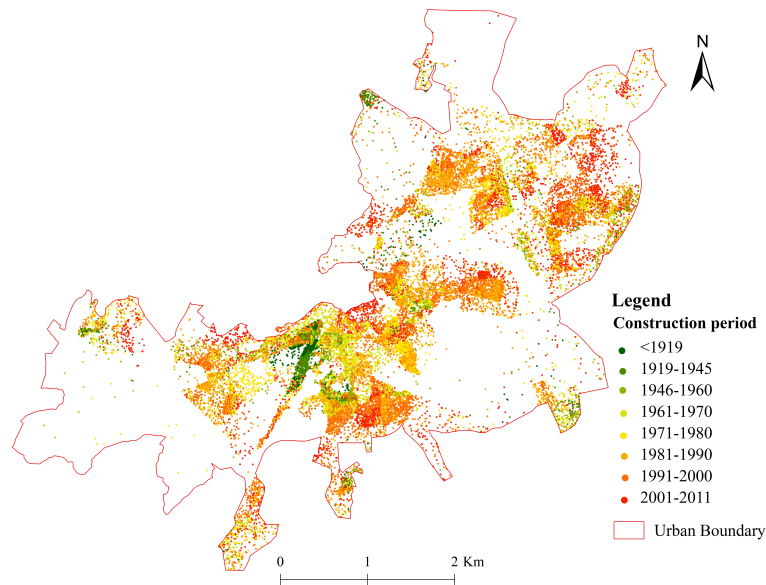 N
Legend
Construction period
<1919
1919-1945
1946-1960
1961-1970
1971-1980
1981-1990
1991-2000
2001-2011
Urban Boundary
0 1 2 Km